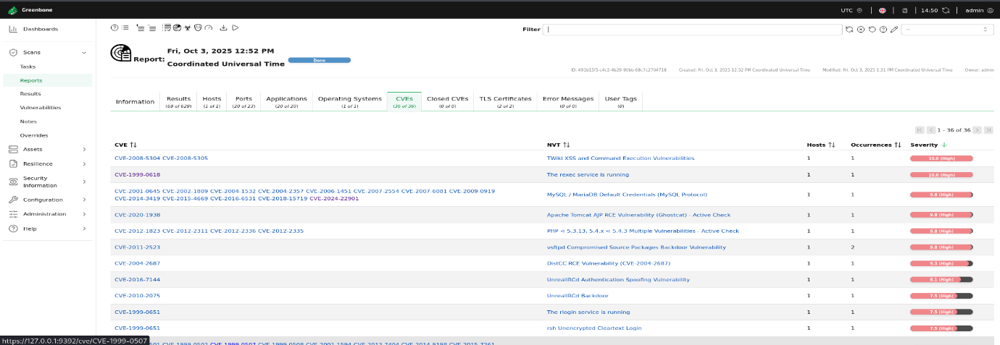 Greenbone
UTC
14:50
admin
Dashboards
Scans
Tasks
Reports
Results
Vulnerabilities
Notes
Overrides
Assets
Resilience
Security
Information
Configuration
Administration
Help
Filter
Report: Fri, Oct 3, 2025 12:52 PM
Coordinated Universal Time
Done
Created: Fri, Oct 3, 2025 12:52 PM Coordinated Universal Time
Modified: Fri, Oct 3, 2025 1:31 PM Coordinated Universal Time
Owner: admin
Information
Results
(69 of 629)
Hosts
(1 of 1)
Ports
(20 of 23)
Applications
(20 of 20)
Operating Systems
(1 of 1)
CVEs
(36 of 36)
Closed CVEs
(0 of 0)
TLS Certificates
(2 of 2)
Error Messages
(0 of 0)
User Tags
(0)
1 - 36 of 36
CVE NVT Hosts Occurrences Severity
CVE-2008-5304 CVE-2008-5305 TWiki XSS and Command Execution Vulnerabilities 1 1 10.0 (High)
CVE-1999-0618 The rexec service is running 1 1 10.0 (High)
CVE-2001-0645 CVE-2002-1809 CVE-2004-1532 CVE-2004-2357 CVE-2006-1451 CVE-2007-2554 CVE-2007-6081 CVE-2009-0919
CVE-2014-3419 CVE-2015-4669 CVE-2016-6531 CVE-2018-15719 CVE-2024-22901
MySQL / MariaDB Default Credentials (MySQL Protocol) 1 1 9.8 (High)
CVE-2020-1938 Apache Tomcat AJP RCE Vulnerability (Ghostcat) - Active Check 1 1 9.8 (High)
CVE-2012-1823 CVE-2012-2311 CVE-2012-2336 CVE-2012-2335 PHP < 5.3.13, 5.4.x < 5.4.3 Multiple Vulnerabilities - Active Check 1 1 9.8 (High)
CVE-2011-2523 vsftpd Compromised Source Packages Backdoor Vulnerability 1 2 9.8 (High)
CVE-2004-2687 DistCC RCE Vulnerability (CVE-2004-2687) 1 1 9.3 (High)
CVE-2016-7144 UnrealIRCd Authentication Spoofing Vulnerability 1 1 8.1 (High)
CVE-2010-2075 UnrealIRCd Backdoor 1 1 7.5 (High)
CVE-1999-0651 The rlogin service is running 1 1 7.5 (High)
CVE-1999-0651 rsh Unencrypted Cleartext Login 1 1 7.5 (High)
https://127.0.0.1:9392/cve/CVE-1999-0507
CVE-1999-0502 CVE-1999-0507 CVE-1999-0508 CVE-2001-1594 CVE-2013-7404 CVE-2014-9198 CVE-2015-7261